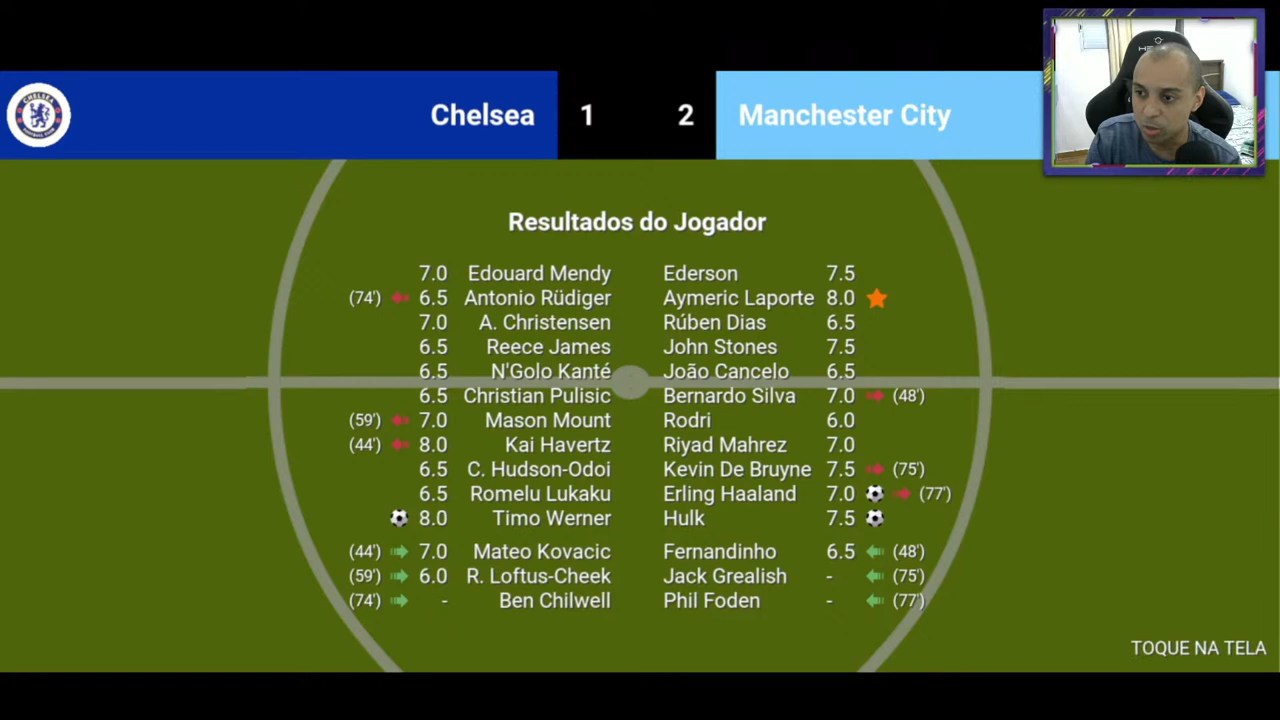 Chelsea 1 2 Manchester City
Resultados do Jogador
7.0 Edouard Mendy Ederson 7.5
(74') 6.5 Antonio Rüdiger Aymeric Laporte 8.0
7.0 A. Christensen Rúben Dias 6.5
6.5 Reece James John Stones 7.5
6.5 N'Golo Kanté João Cancelo 6.5
6.5 Christian Pulisic Bernardo Silva 7.0 (48')
(59') 7.0 Mason Mount Rodri 6.0
(44') 8.0 Kai Havertz Riyad Mahrez 7.0
6.5 C. Hudson-Odoi Kevin De Bruyne 7.5 (75')
6.5 Romelu Lukaku Erling Haaland 7.0 (77')
8.0 Timo Werner Hulk 7.5
(44') 7.0 Mateo Kovacic Fernandinho 6.5 (48')
(59') 6.0 R. Loftus-Cheek Jack Grealish - (75')
(74') - Ben Chilwell Phil Foden - (77')
TOQUE NA TELA